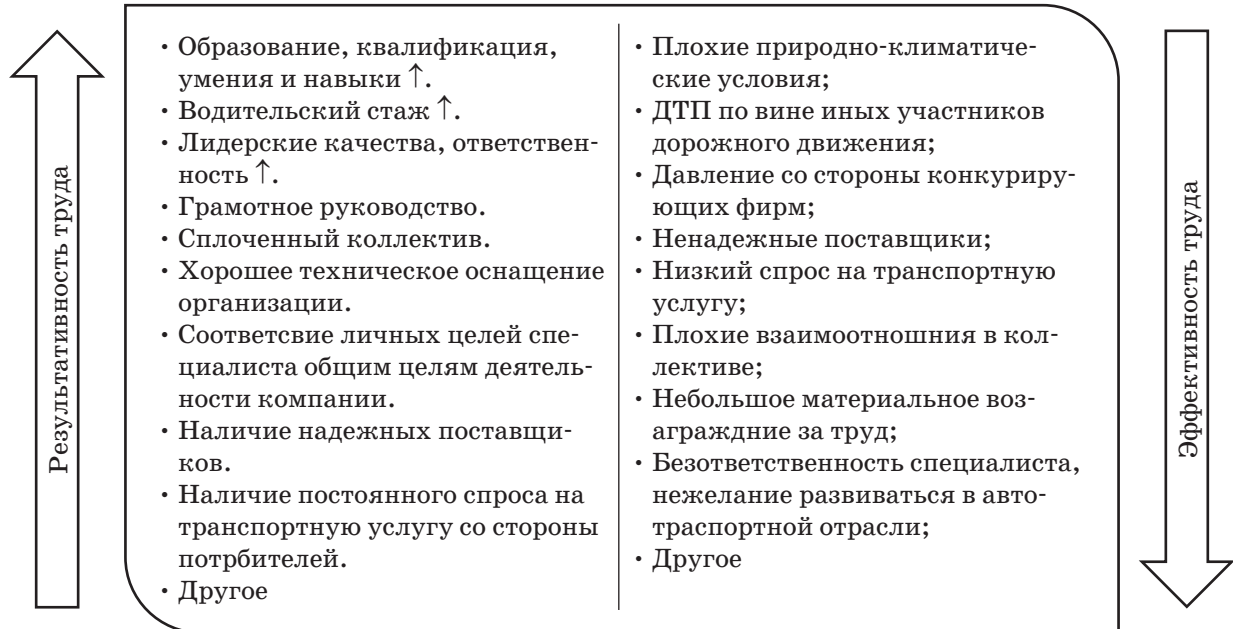 Результативность труда
· Образование, квалификация,
умения и навыки ↑.
· Водительский стаж ↑.
· Лидерские качества, ответствен-
ность ↑.
· Грамотное руководство.
· Сплоченный коллектив.
· Хорошее техническое оснащение
организации.
· Соответсвие личных целей спе-
циалиста общим целям деятель-
ности компании.
· Наличие надежных поставщи-
ков.
· Наличие постоянного спроса на
транспортную услугу со стороны
потрбителей.
· Другое
· Плохие природно-климатиче-
ские условия;
· ДТП по вине иных участников
дорожного движения;
· Давление со стороны конкуриру-
ющих фирм;
· Ненадежные поставщики;
· Низкий спрос на транспортную
услугу;
· Плохие взаимоотношния в кол-
лективе;
· Небольшое материальное воз-
аграждние за труд;
· Безответственность специалиста,
нежелание развиваться в авто-
траспортной отрасли;
· Другое
Эффективность труда